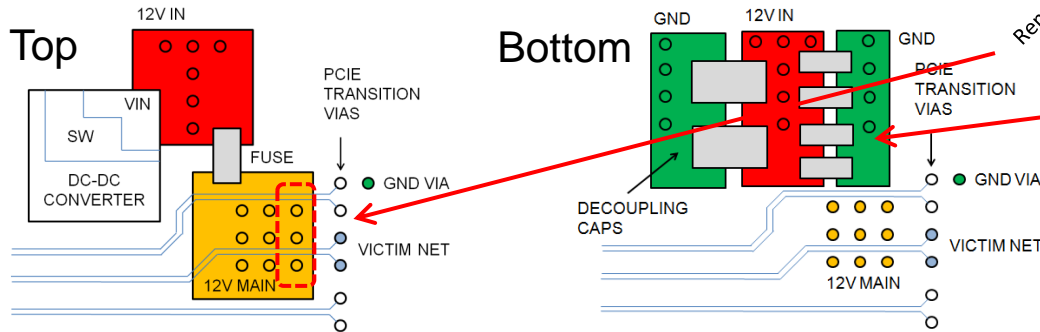 Top
12V IN
VIN
SW
DC-DC
CONVERTER
FUSE
PCIE
TRANSITION
VIAS
GND VIA
VICTIM NET
12V MAIN
Bottom
GND
12V IN
GND
PCIE
TRANSITION
VIAS
DECOUPLING
CAPS
GND VIA
VICTIM NET
12V MAIN